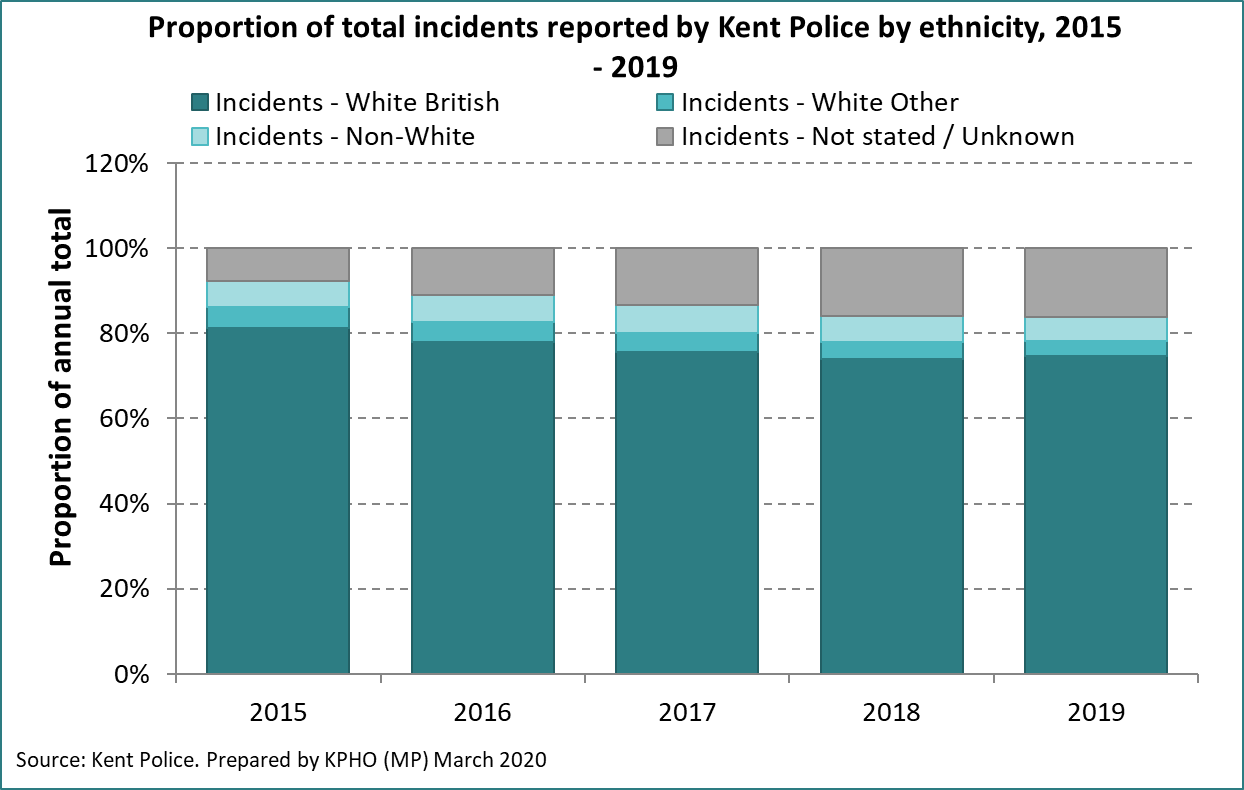 Proportion of total incidents reported by Kent Police by ethnicity, 2015
- 2019
Incidents - White British
Incidents - White Other
Incidents - Non-White
Incidents - Not stated / Unknown
Proportion of annual total
120%
100%
80%
60%
40%
20%
0%
2015
2016
2017
2018
2019
Source: Kent Police. Prepared by KPHO (MP) March 2020